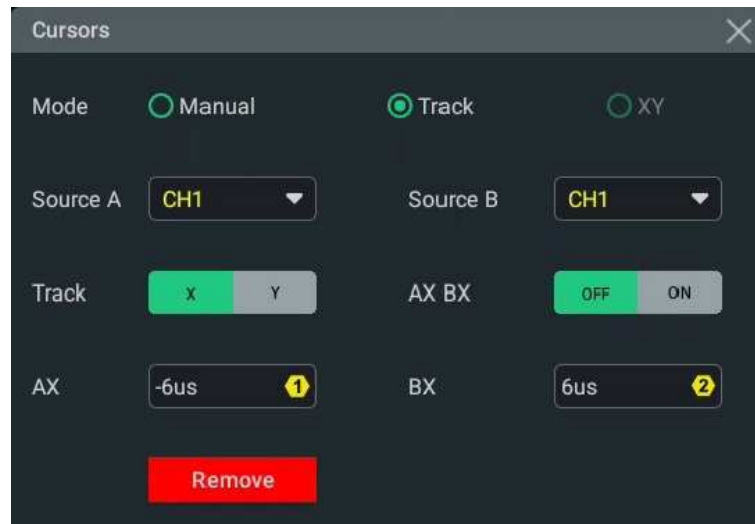 Cursors
Mode Manual Track XY
Source A CH1 Source B CH1
Track X Y AX BX OFF ON
AX -6us 1 BX 6us 2
Remove